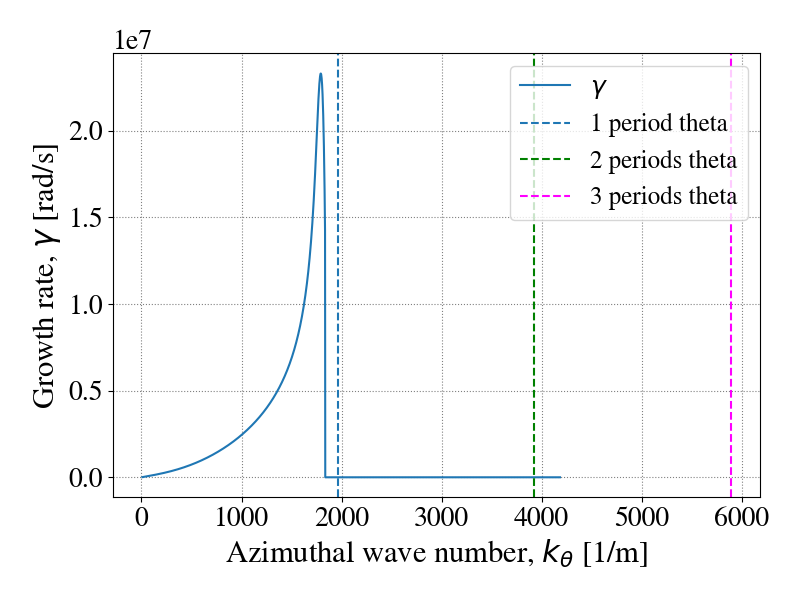 1e7
γ
1 period theta
2 periods theta
3 periods theta
2.0
1.5
1.0
0.5
0.0
Growth rate, γ [rad/s]
0 1000 2000 3000 4000 5000 6000
Azimuthal wave number, kθ [1/m]